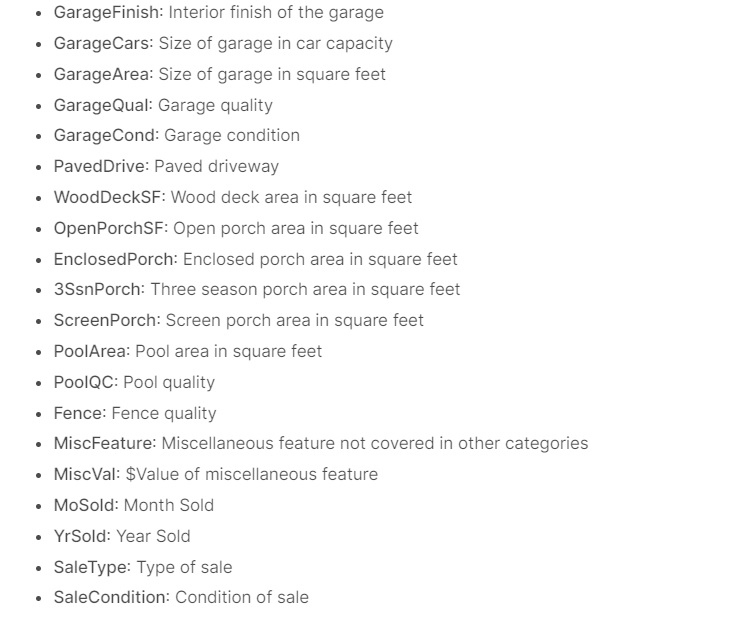 GarageFinish: Interior finish of the garage
GarageCars: Size of garage in car capacity
GarageArea: Size of garage in square feet
GarageQual: Garage quality
GarageCond: Garage condition
PavedDrive: Paved driveway
WoodDeckSF: Wood deck area in square feet
OpenPorchSF: Open porch area in square feet
EnclosedPorch: Enclosed porch area in square feet
3SsnPorch: Three season porch area in square feet
ScreenPorch: Screen porch area in square feet
PoolArea: Pool area in square feet
PoolQC: Pool quality
Fence: Fence quality
MiscFeature: Miscellaneous feature not covered in other categories
MiscVal: $Value of miscellaneous feature
MoSold: Month Sold
YrSold: Year Sold
SaleType: Type of sale
SaleCondition: Condition of sale